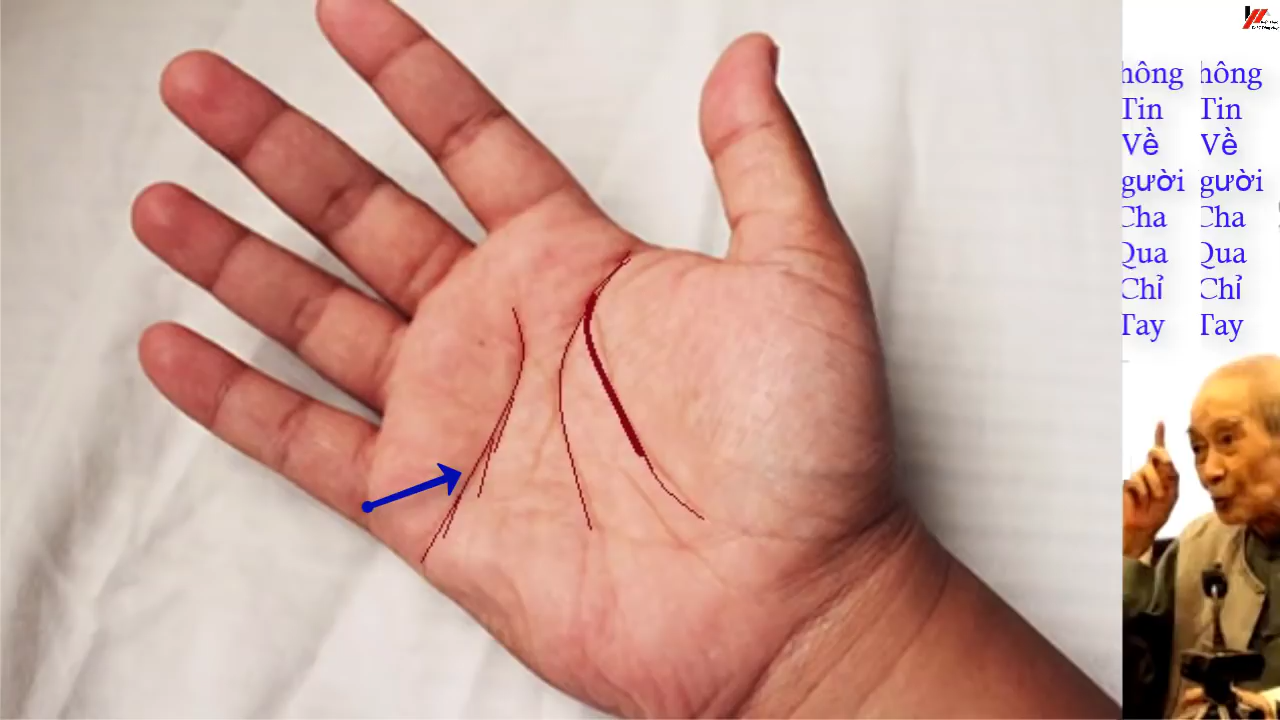 hông
Tin
Về
gười
Cha
Qua
Chỉ
Tay
hông
Tin
Về
gười
Cha
Qua
Chỉ
Tay